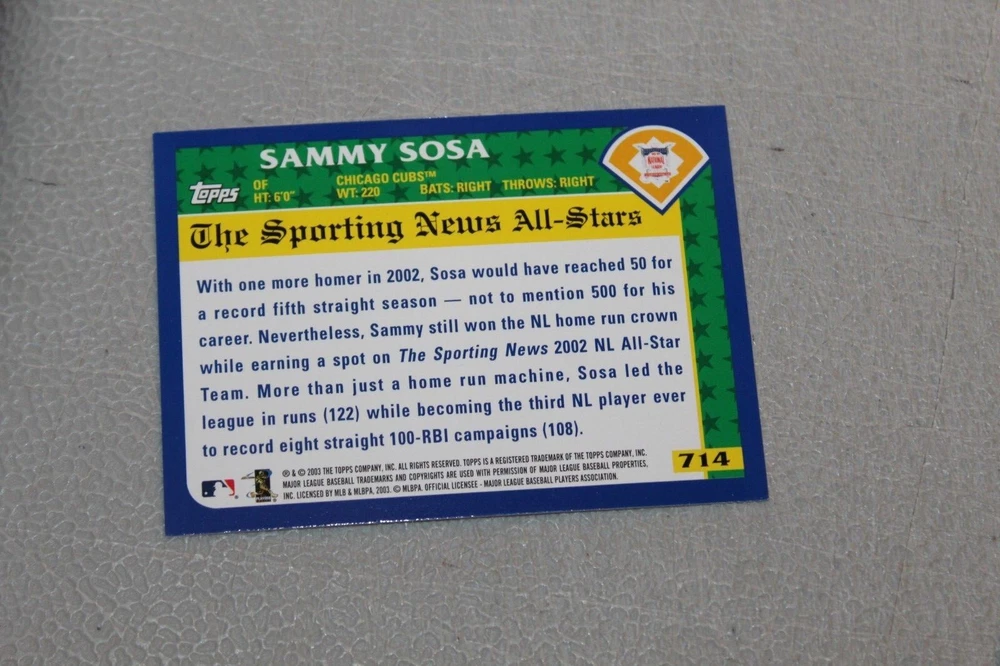 SAMMY SOSA
topps
OF
HT: 6'0"
CHICAGO CUBS™
WT: 220
BATS: RIGHT THROWS: RIGHT
NATIONAL
The Sporting News All-Stars
With one more homer in 2002, Sosa would have reached 50 for
a record fifth straight season — not to mention 500 for his
career. Nevertheless, Sammy still won the NL home run crown
while earning a spot on The Sporting News 2002 NL All-Star
Team. More than just a home run machine, Sosa led the
league in runs (122) while becoming the third NL player ever
to record eight straight 100-RBI campaigns (108).
® & © 2003 THE TOPPS COMPANY, INC. ALL RIGHTS RESERVED. TOPPS IS A REGISTERED TRADEMARK OF THE TOPPS COMPANY, INC.
MAJOR LEAGUE BASEBALL TRADEMARKS AND COPYRIGHTS ARE USED WITH PERMISSION OF MAJOR LEAGUE BASEBALL PROPERTIES,
INC. LICENSED BY MLB & MLBPA, 2003. © MLBPA. OFFICIAL LICENSEE - MAJOR LEAGUE BASEBALL PLAYERS ASSOCIATION.
714